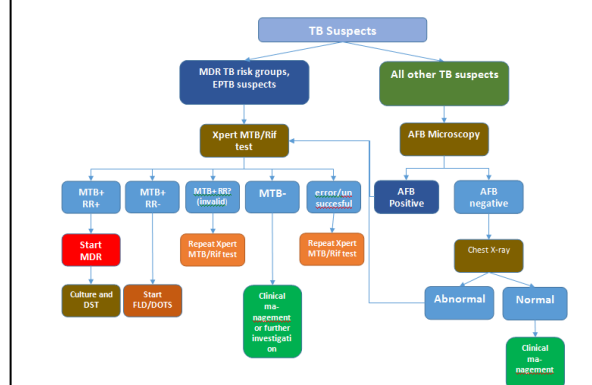 TB Suspects
MDR TB risk groups,
EPTB suspects
All other TB suspects
Xpert MTB/Rif
test
AFB Microscopy
MTB+
RR+
MTB+
RR-
MTB+ RR?
(invalid)
MTB-
error/un
succesful
AFB
Positive
AFB
negative
Start
MDR
Repeat Xpert
MTB/Rif test
Repeat Xpert
MTB/Rif test
Chest X-ray
Culture and
DST
Start
FLD/DOTS
Clinical
ma-
nagement
or further
investigati
on
Abnormal
Normal
Clinical
ma-
nagement